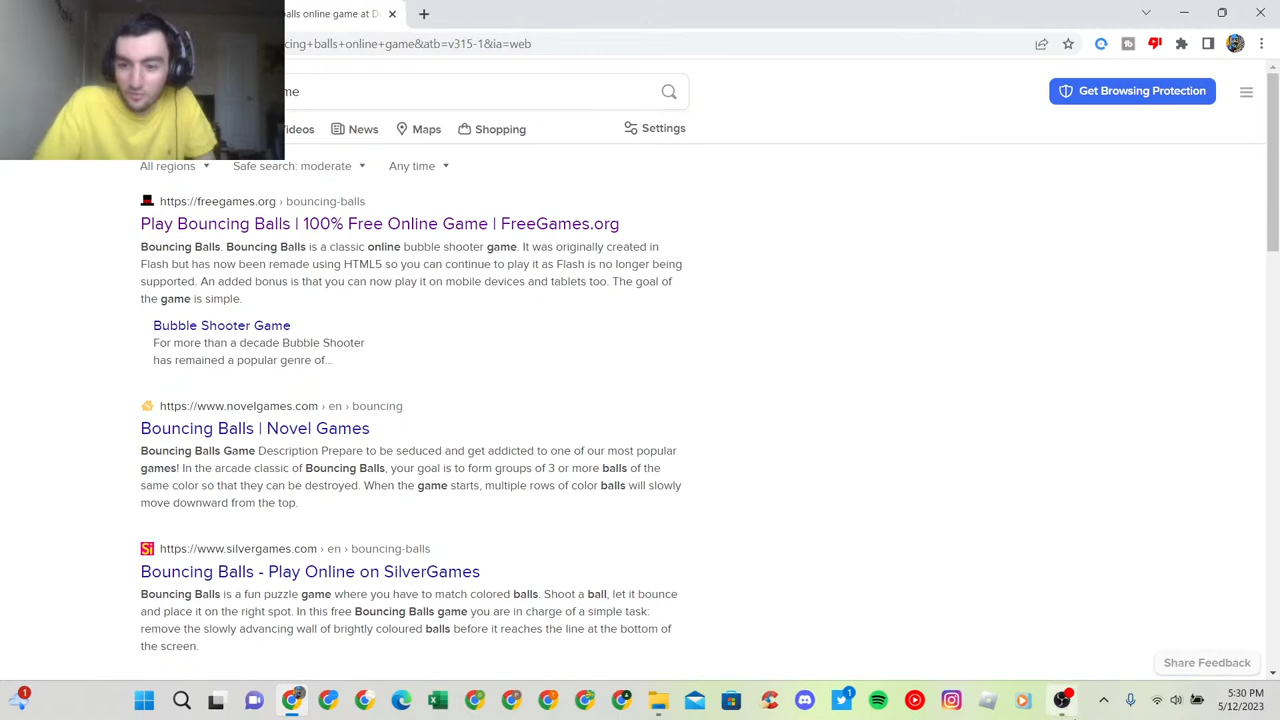 balls online game at D
cing+balls+online+game&atb=v315-1&ia=web
me
Get Browsing Protection
ideos
News
Maps
Shopping
Settings
All regions
Safe search: moderate
Any time
https://freegames.org › bouncing-balls
Play Bouncing Balls | 100% Free Online Game | FreeGames.org
Bouncing Balls. Bouncing Balls is a classic online bubble shooter game. It was originally created in
Flash but has now been remade using HTML5 so you can continue to play it as Flash is no longer being
supported. An added bonus is that you can now play it on mobile devices and tablets too. The goal of
the game is simple.
Bubble Shooter Game
For more than a decade Bubble Shooter
has remained a popular genre of...
https://www.novelgames.com › en › bouncing
Bouncing Balls | Novel Games
Bouncing Balls Game Description Prepare to be seduced and get addicted to one of our most popular
games! In the arcade classic of Bouncing Balls, your goal is to form groups of 3 or more balls of the
same color so that they can be destroyed. When the game starts, multiple rows of color balls will slowly
move downward from the top.
Si
https://www.silvergames.com › en › bouncing-balls
Bouncing Balls - Play Online on SilverGames
Bouncing Balls is a fun puzzle game where you have to match colored balls. Shoot a ball, let it bounce
and place it on the right spot. In this free Bouncing Balls game you are in charge of a simple task:
remove the slowly advancing wall of brightly coloured balls before it reaches the line at the bottom of
the screen.
Share Feedback
1
1
5:30 PM
5/12/2023